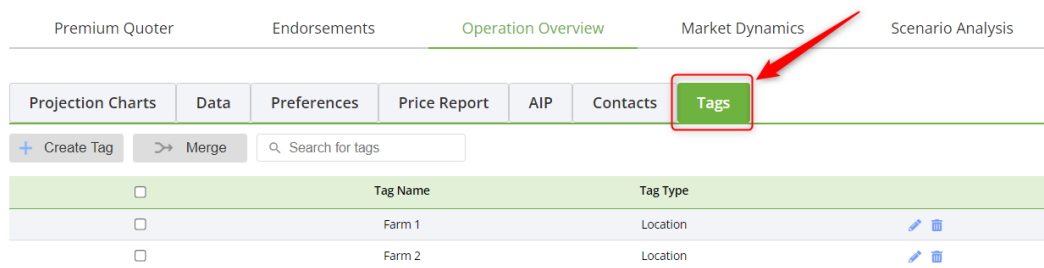 Premium Quoter Endorsements Operation Overview Market Dynamics Scenario Analysis
Projection Charts Data Preferences Price Report AIP Contacts Tags
+ Create Tag Merge Search for tags
Tag Name Tag Type
Farm 1 Location
Farm 2 Location